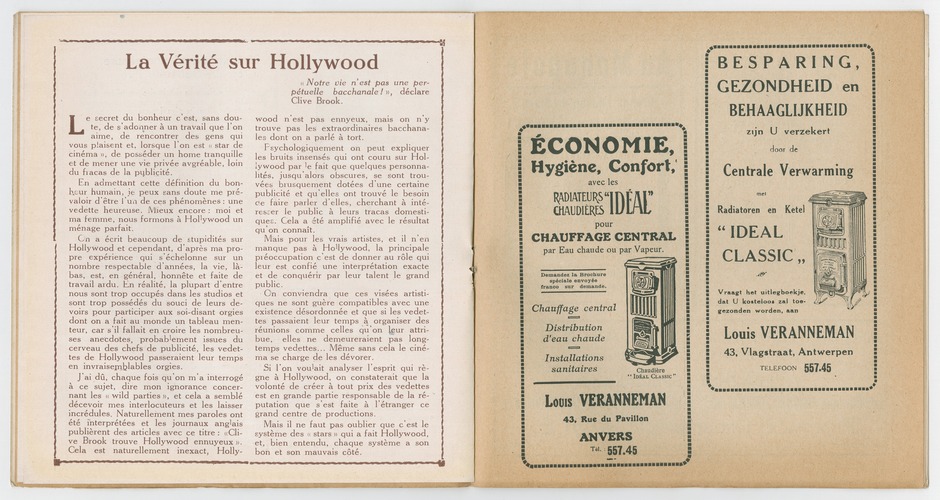 La Vérité sur Hollywood
« Notre vie n'est pas une per-
pétuelle bacchanale ! », déclare
Clive Brook.
Le secret du bonheur c'est, sans dou-
te, de s'adonner à un travail que l'on
aime, de rencontrer des gens qui
vous plaisent et, lorsque l'on est « star de
cinéma », de posséder un home tranquille
et de mener une vie privée agréable, loin
du fracas de la publicité.
En admettant cette définition du bon-
heur humain, je peux sans doute me pré-
valoir d'être l'un de ces phénomènes : une
vedette heureuse. Mieux encore : moi et
ma femme, nous formons à Hollywood un
ménage parfait.
On a écrit beaucoup de stupidités sur
Hollywood et cependant, d'après ma pro-
pre expérience qui s'échelonne sur un
nombre respectable d'années, la vie, là-
bas, est, en général, honnête et faite de
travail ardu. En réalité, la plupart d'entre
nous sont trop occupés dans les studios et
sont trop possédés du souci de leurs de-
voirs pour participer aux soi-disant orgies
dont on a fait au monde un tableau men-
teur, car s'il fallait en croire les nombreu-
ses anecdotes, probablement issues du
cerveau des chefs de publicité, les vedet-
tes de Hollywood passeraient leur temps
en invraisemblables orgies.
J'ai dû, chaque fois qu'on m'a interrogé
à ce sujet, dire mon ignorance concer-
nant les « wild parties », et cela a semblé
décevoir mes interlocuteurs et les laisser
incrédules. Naturellement mes paroles ont
été interprétées et les journaux anglais
publièrent des articles avec ce titre : «Cli-
ve Brook trouve Hollywood ennuyeux ».
Cela est naturellement inexact, Holly-
wood n'est pas ennyeux, mais on n'y
trouve pas les extraordinaires bacchana-
les dont on a parlé à tort.
Psychologiquement on peut expliquer
les bruits insensés qui ont couru sur Hol-
lywood par le fait que quelques personna-
lités, jusqu'alors obscures, se sont trou-
vées brusquement dotées d'une certaine
publicité et qu'elles ont trouvé le besoin
de faire parler d'elles, cherchant à inté-
resser le public à leurs tracas domesti-
ques. Cela a été amplifié avec le résultat
qu'on connaît.
Mais pour les vrais artistes, et il n'en
manque pas à Hollywood, la principale
préoccupation c'est de donner au rôle qui
leur est confié une interprétation exacte
et de conquérir par leur talent le grand
public.
On conviendra que ces visées artisti-
ques ne sont guère compatibles avec une
existence désordonnée et que si les vedet-
tes passaient leur temps à organiser des
réunions comme celles qu'on leur attri-
bue, elles ne demeureraient pas long-
temps vedettes... Même sans cela le ciné-
ma se charge de les dévorer.
Si l'on voulait analyser l'esprit qui rè-
gne à Hollywood, on constaterait que la
volonté de créer à tout prix des vedettes
est en grande partie responsable de la ré-
putation que s'est faite à l'étranger ce
grand centre de productions.
Mais il ne faut pas oublier que c'est le
système des « stars » qui a fait Hollywood,
et, bien entendu, chaque système a son
bon et son mauvais côté.
ÉCONOMIE,
Hygiène, Confort,
avec les
RADIATEURS
CHAUDIÈRES "IDÉAL"
pour
CHAUFFAGE CENTRAL
par Eau chaude ou par Vapeur.
Demandez la Brochure
spéciale envoyée
franco sur demande.
Chauffage central
Distribution
d'eau chaude
Installations
sanitaires
Chaudière
"IDEAL CLASSIC"
LOUIS VERANNEMAN
43, Rue du Pavillon
ANVERS
Tél. 557.45
BESPARING,
GEZONDHEID en
BEHAAGLIJKHEID
zijn U verzekert
door de
Centrale Verwarming
met
Radiatoren en Ketel
"IDEAL
CLASSIC„
Vraagt het uitlegboekje,
dat U kosteloos zal toe-
gezonden worden, aan
Louis VERANNEMAN
43, Vlagstraat, Antwerpen
TELEFOON 557.45